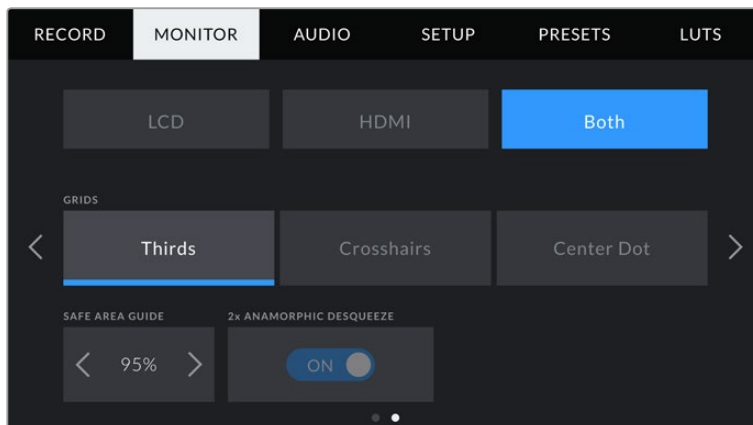 RECORD MONITOR AUDIO SETUP PRESETS LUTS
LCD HDMI Both
GRIDS
Thirds Crosshairs Center Dot
SAFE AREA GUIDE 2x ANAMORPHIC DESQUEEZE
95% ON